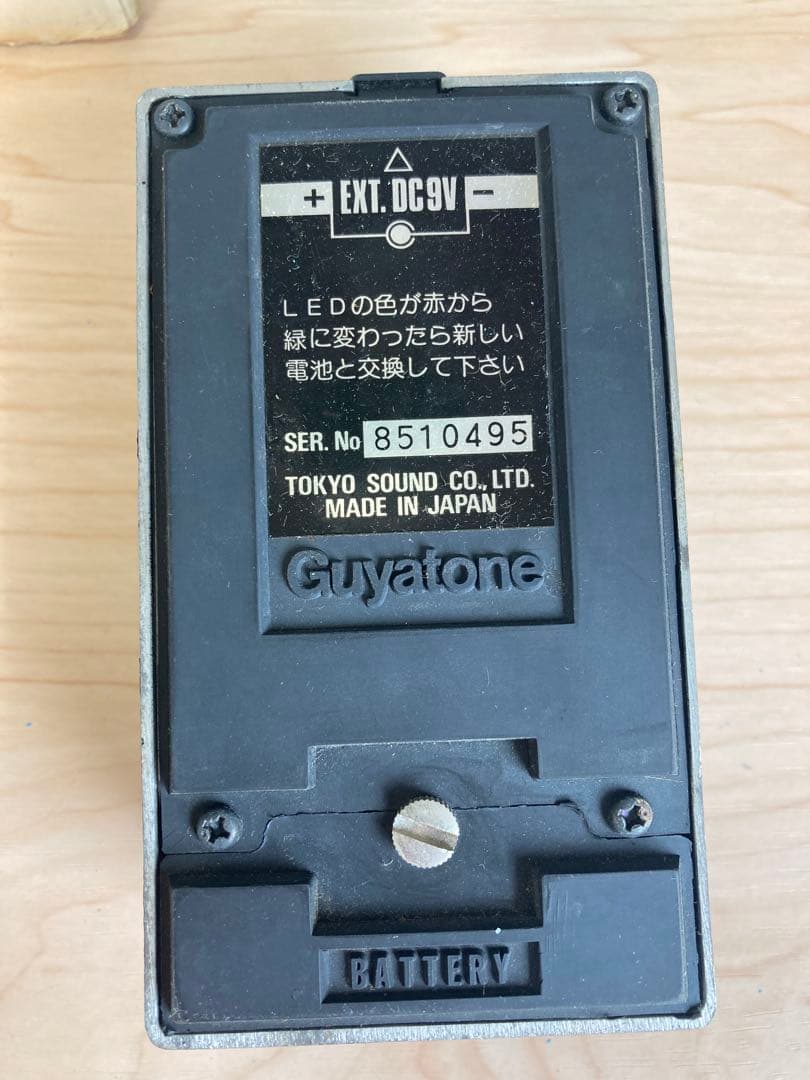 + EXT. DC9V −
LEDの色が赤から
緑に変わったら新しい
電池と交換して下さい
SER. No 8510495
TOKYO SOUND CO., LTD.
MADE IN JAPAN
Guyatone
BATTERY